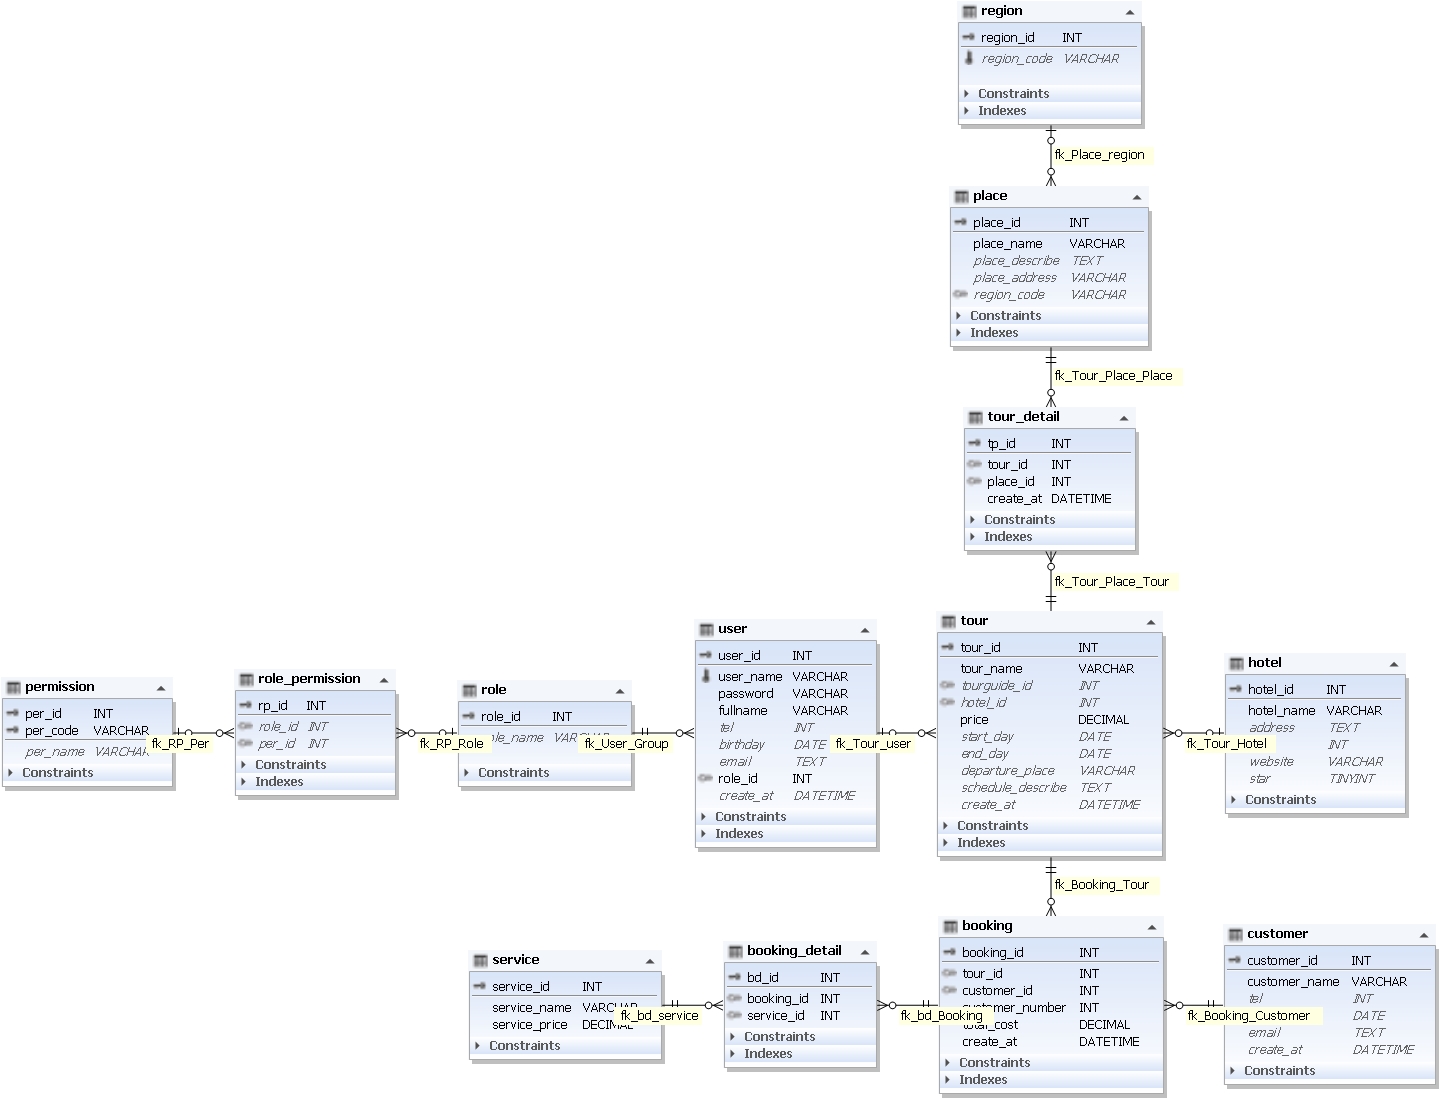 region
region_id INT
region_code VARCHAR
Constraints
Indexes
fk_Place_region
place
place_id INT
place_name VARCHAR
place_describe TEXT
place_address VARCHAR
region_code VARCHAR
Constraints
Indexes
fk_Tour_Place_Place
tour_detail
tp_id INT
tour_id INT
place_id INT
create_at DATETIME
Constraints
Indexes
fk_Tour_Place_Tour
permission
per_id INT
per_code VARCHAR
per_name VARCHAR
Constraints
fk_RP_Per
role_permission
rp_id INT
role_id INT
per_id INT
Constraints
Indexes
fk_RP_Role
role
role_id INT
Constraints
fk_User_Group
user
user_id INT
user_name VARCHAR
password VARCHAR
fullname VARCHAR
tel INT
birthday DATE
email TEXT
role_id INT
create_at DATETIME
Constraints
Indexes
fk_Tour_user
tour
tour_id INT
tour_name VARCHAR
tourguide_id INT
hotel_id INT
price DECIMAL
start_day DATE
end_day DATE
departure_place VARCHAR
schedule_describe TEXT
create_at DATETIME
Constraints
Indexes
fk_Tour_Hotel
hotel
hotel_id INT
hotel_name VARCHAR
address TEXT
INT
website VARCHAR
star TINYINT
Constraints
fk_Booking_Tour
service
service_id INT
service_name VARCHAR
service_price DECIMAL
Constraints
fk_bd_service
booking_detail
bd_id INT
booking_id INT
service_id INT
Constraints
Indexes
fk_bd_Booking
booking
booking_id INT
tour_id INT
customer_id INT
customer_number INT
total_cost DECIMAL
create_at DATETIME
Constraints
Indexes
fk_Booking_Customer
customer
customer_id INT
customer_name VARCHAR
tel INT
DATE
email TEXT
create_at DATETIME
Constraints